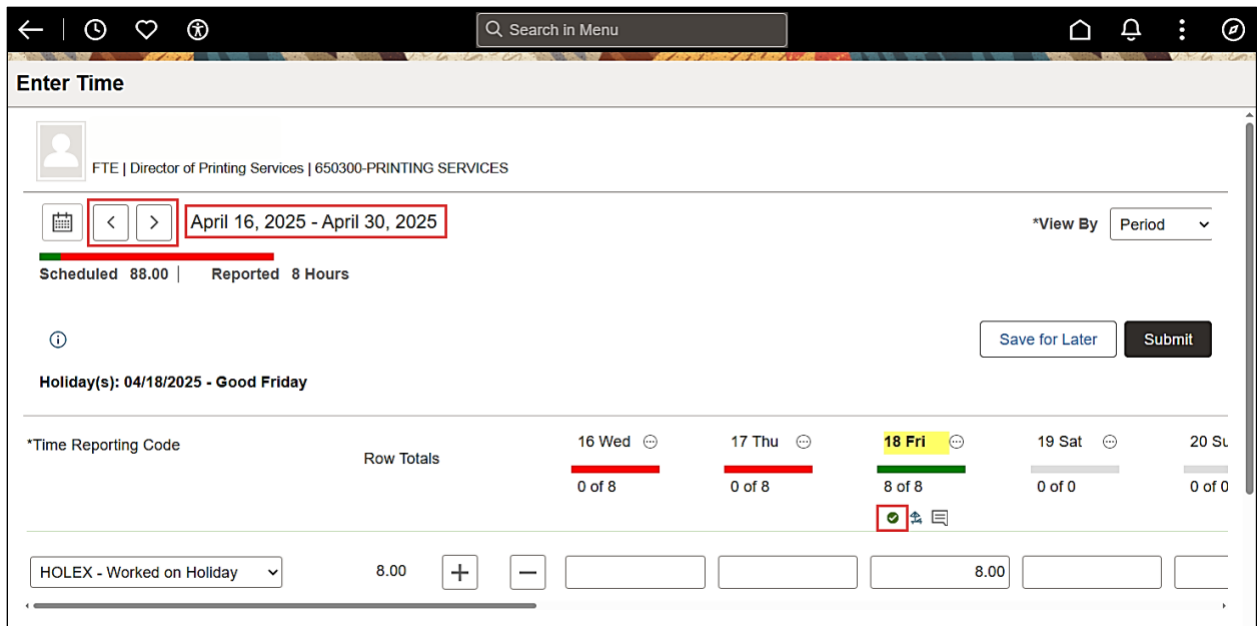 Search in Menu
Enter Time
FTE | Director of Printing Services | 650300-PRINTING SERVICES
April 16, 2025 - April 30, 2025
*View By Period
Scheduled 88.00 | Reported 8 Hours
Save for Later Submit
Holiday(s): 04/18/2025 - Good Friday
*Time Reporting Code Row Totals 16 Wed 17 Thu 18 Fri 19 Sat 20 Su
0 of 8 0 of 8 8 of 8 0 of 0 0 of 0
HOLEX - Worked on Holiday 8.00 8.00